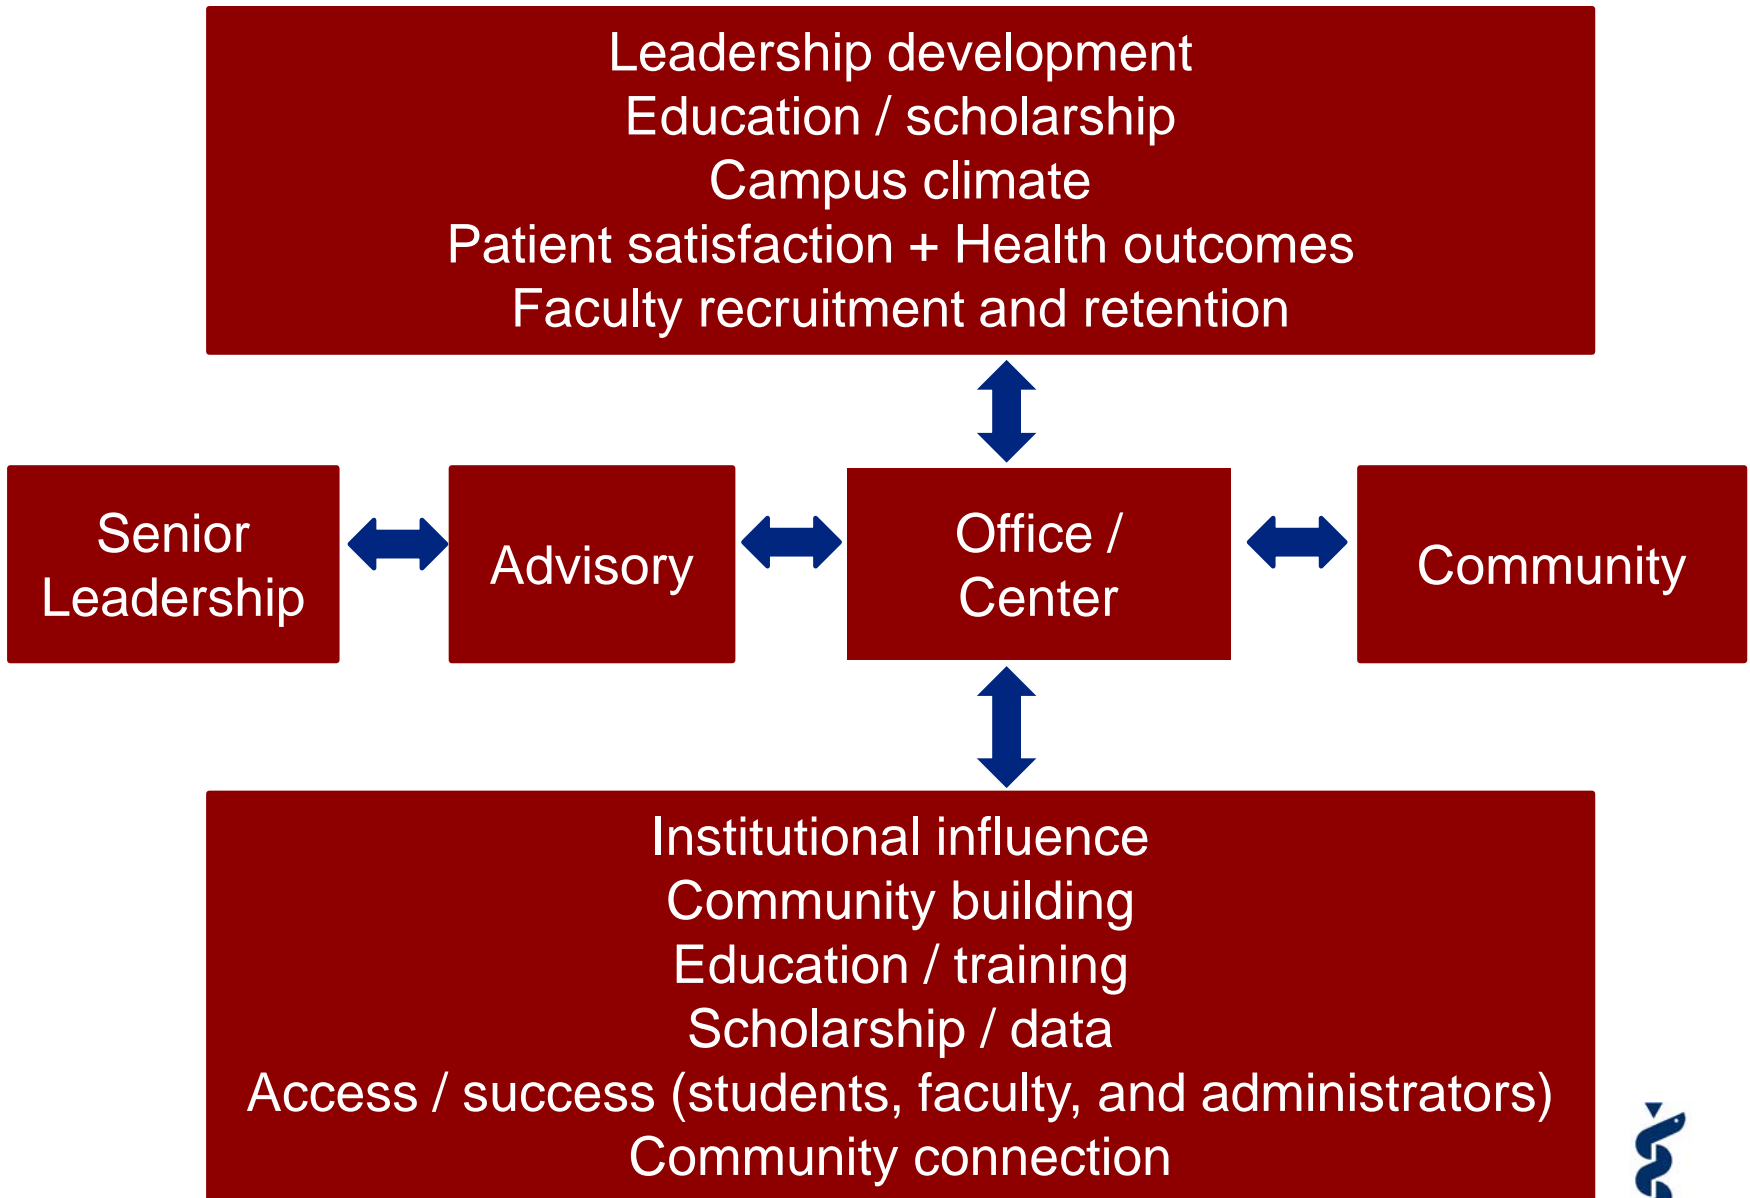 Leadership development
Education / scholarship
Campus climate
Patient satisfaction + Health outcomes
Faculty recruitment and retention
Senior
Leadership
Advisory
Office /
Center
Community
Institutional influence
Community building
Education / training
Scholarship / data
Access / success (students, faculty, and administrators)
Community connection